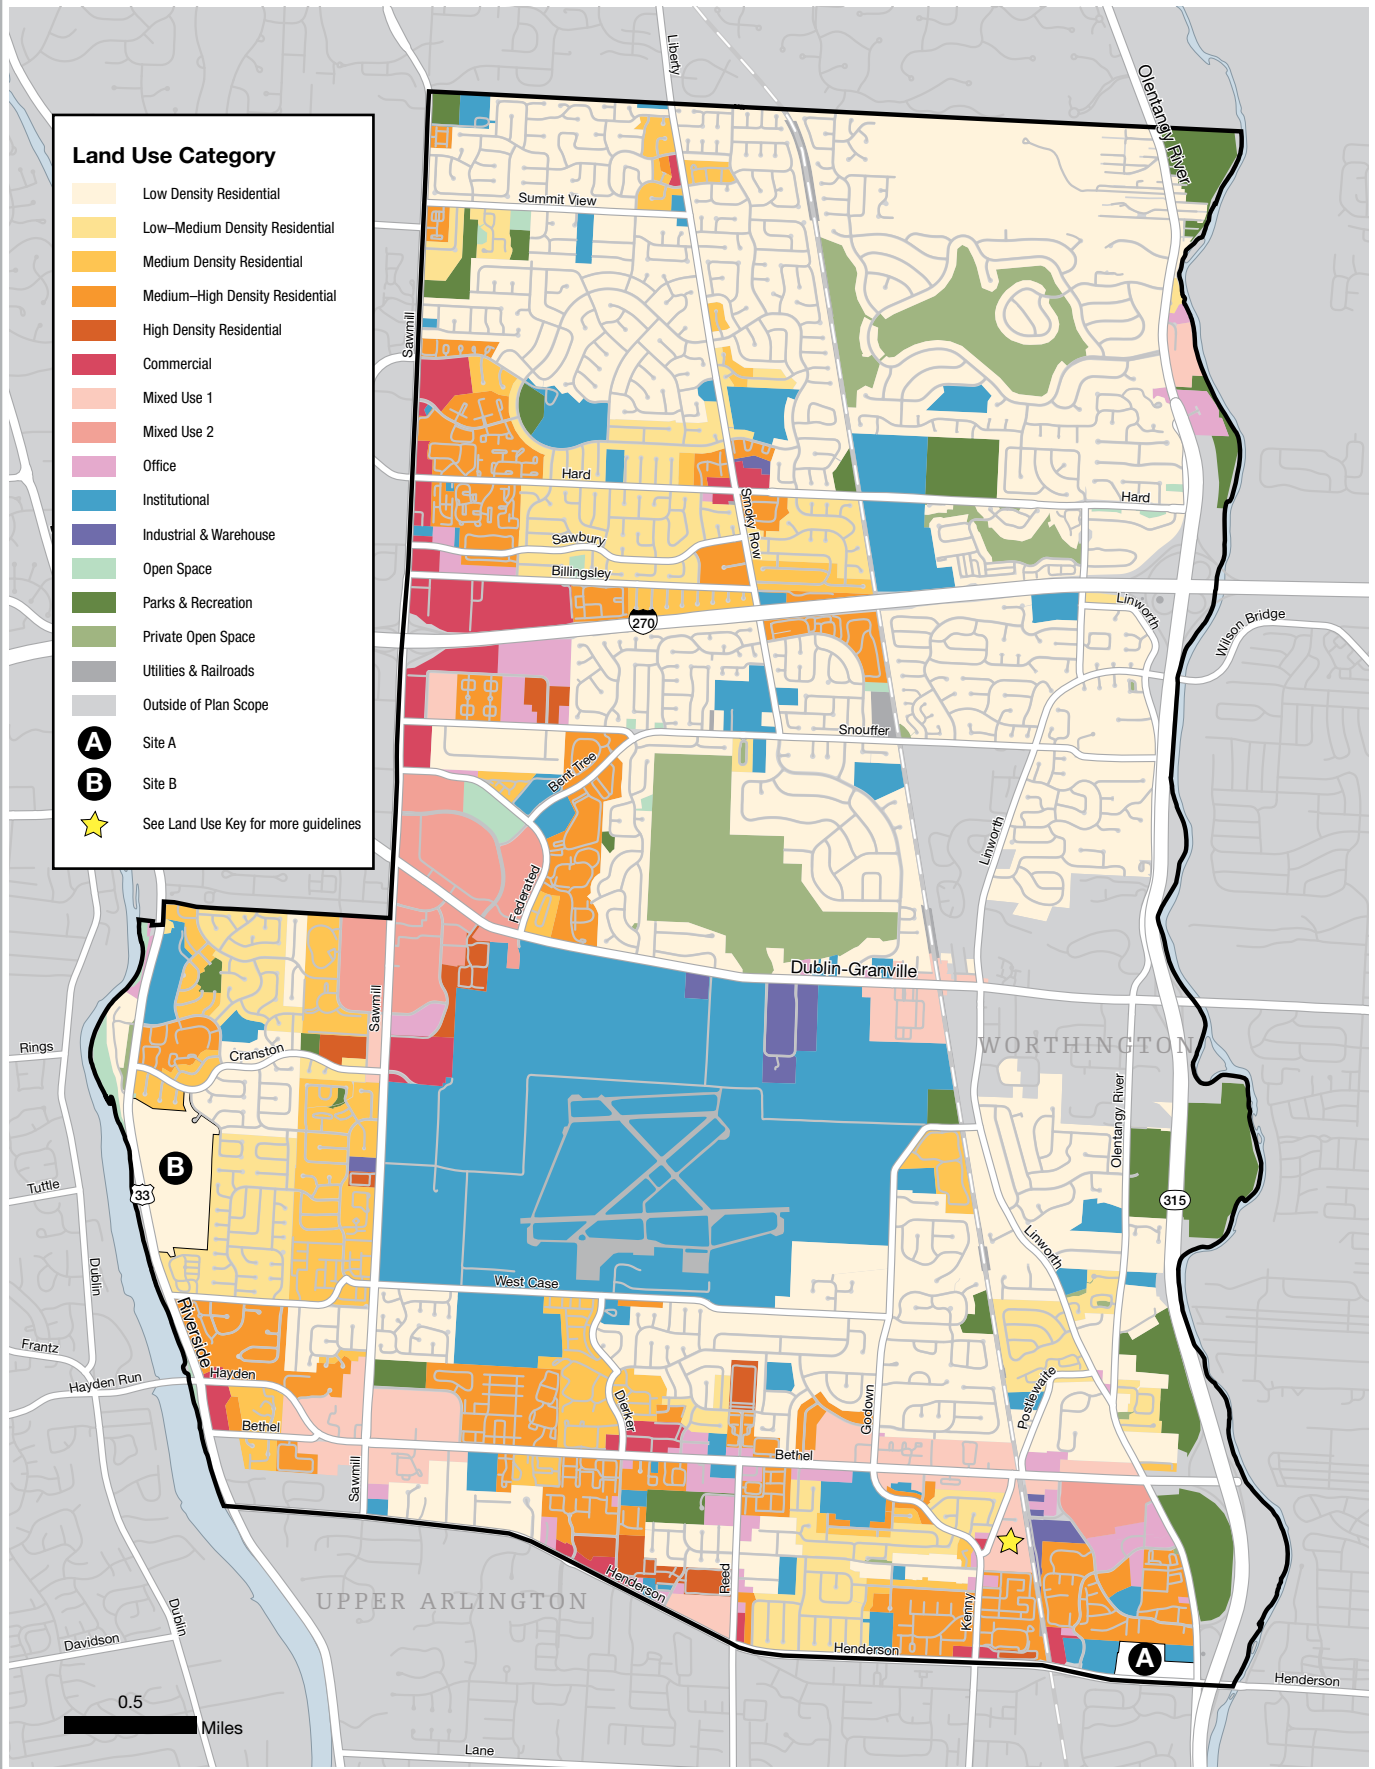 Land Use Category
Low Density Residential
Low–Medium Density Residential
Medium Density Residential
Medium–High Density Residential
High Density Residential
Commercial
Mixed Use 1
Mixed Use 2
Office
Institutional
Industrial & Warehouse
Open Space
Parks & Recreation
Private Open Space
Utilities & Railroads
Outside of Plan Scope
A Site A
B Site B
See Land Use Key for more guidelines
Liberty
Olentangy River
Summit View
Sawmill
Hard
Hard
Smoky Row
Sawbury
Billingsley
270
Linworth
Wilson Bridge
Snouffer
Bent Tree
Linworth
Federated
Dublin-Granville
Sawmill
WORTHINGTON
Rings
Cranston
Olentangy River
B
Tuttle
33
315
Linworth
Dublin
West Case
Riverside
Frantz
Hayden Run
Hayden
Postlewaite
Dierker
Godown
Bethel
Bethel
Sawmill
Reed
Henderson
UPPER ARLINGTON
Kenny
Dublin
Davidson
Henderson
A
Henderson
0.5
Miles
Lane